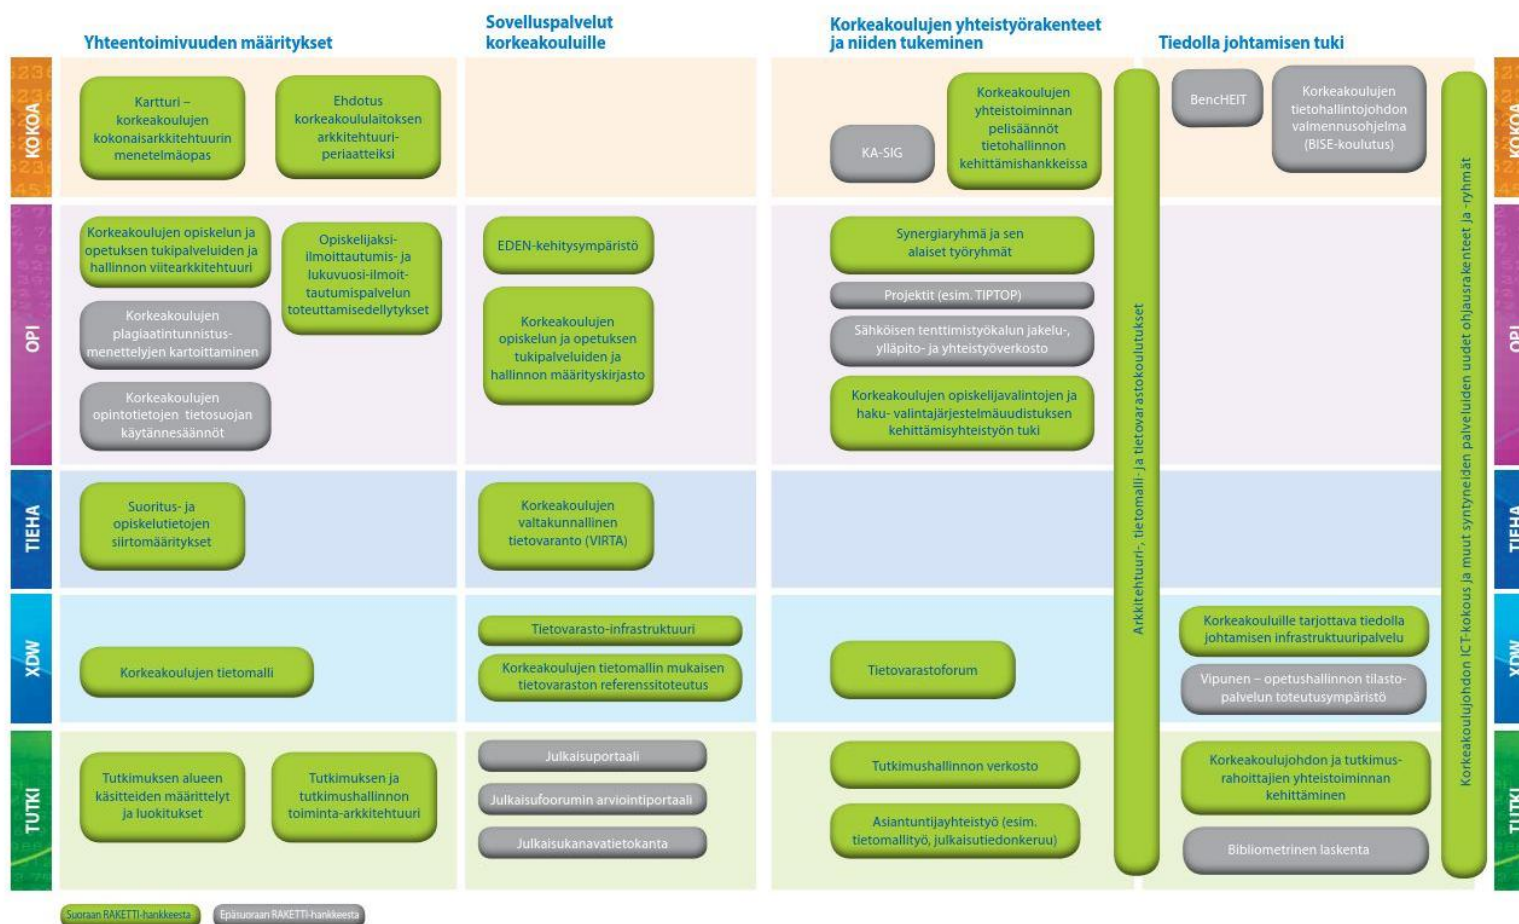 Yhteentoimivuuden määritykset
Sovelluspalvelut
korkeakouluille
Korkeakoulujen yhteistyörakenteet
ja niiden tukeminen
Tiedolla johtamisen tuki
KOKOA
Kartturi –
korkeakoulujen
kokonaisarkkitehtuurin
menetelmäopas
Ehdotus
korkeakoululaitoksen
arkkitehtuuri-
periaatteiksi
KA-SIG
Korkeakoulujen
yhteistoiminnan
pelisäännöt
tietohallinnon
kehittämishankkeissa
BencHEIT
Korkeakoulujen
tietohallintojohdon
valmennusohjelma
(BISE-koulutus)
KOKOA
OPI
Korkeakoulujen opiskelun ja
opetuksen tukipalveluiden ja
hallinnon viitearkkitehtuuri
Opiskelijaksi-
ilmoittautumis- ja
lukuvuosi-ilmoit-
tautumispalvelun
toteuttamisedellytykset
Korkeakoulujen
plagiaatintunnistus-
menettelyjen kartoittaminen
Korkeakoulujen
opintotietojen tietosuojan
käytännesäännöt
EDEN-kehitysympäristö
Korkeakoulujen
opiskelun ja opetuksen
tukipalveluiden ja
hallinnon määrityskirjasto
Synergiaryhmä ja sen
alaiset työryhmät
Projektit (esim. TIPTOP)
Sähköisen tenttimistyökalun jakelu-,
ylläpito- ja yhteistyöverkosto
Korkeakoulujen opiskelijavalintojen ja
haku- valintajärjestelmäuudistuksen
kehittämisyhteistyön tuki
OPI
TIEHA
Suoritus- ja
opiskelutietojen
siirtomääritykset
Korkeakoulujen
valtakunnallinen
tietovaranto (VIRTA)
TIEHA
XDW
Korkeakoulujen tietomalli
Tietovarasto-infrastruktuuri
Korkeakoulujen tietomallin mukaisen
tietovaraston referenssitoteutus
Tietovarastoforum
Korkeakouluille tarjottava tiedolla
johtamisen infrastruktuuripalvelu
Vipunen – opetushallinnon tilasto-
palvelun toteutusympäristö
XDW
TUTKI
Tutkimuksen alueen
käsitteiden määrittelyt
ja luokitukset
Tutkimuksen ja
tutkimushallinnon
toiminta-arkkitehtuuri
Julkaisuportaali
Julkaisufoorumin arviointiportaali
Julkaisukanavatietokanta
Tutkimushallinnon verkosto
Asiantuntijayhteistyö (esim.
tietomallityö, julkaisutiedonkeruu)
Korkeakoulujohdon ja tutkimus-
rahoittajien yhteistoiminnan
kehittäminen
Bibliometrinen laskenta
TUTKI
Arkkitehtuuri-, tietomalli- ja tietovarastokoulutukset
Korkeakoulujohdon ICT-kokous ja muut syntyneiden palveluiden uudet ohjausrakenteet ja -ryhmät
Suoraan RAKETTI-hankkeesta
Epäsuoraan RAKETTI-hankkeesta